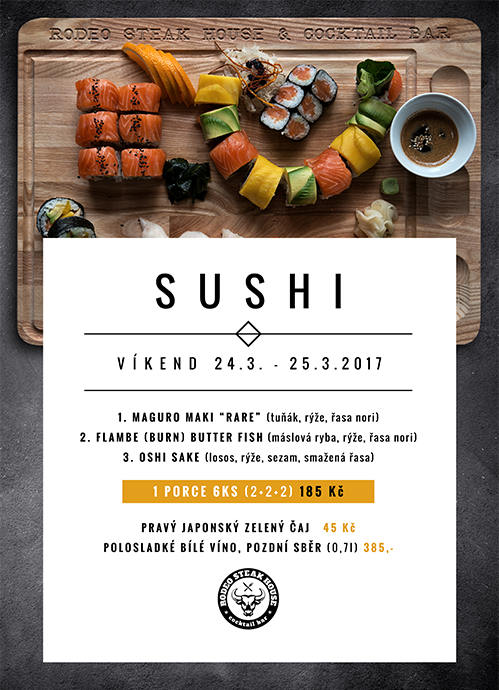 RODEO STEAK HOUSE & COCKTAIL BAR
SUSHI
VÍKEND 24.3. - 25.3.2017
1. MAGURO MAKI “RARE” (tuňák, rýže, řasa nori)
2. FLAMBE (BURN) BUTTER FISH (máslová ryba, rýže, řasa nori)
3. OSHI SAKE (losos, rýže, sezam, smažená řasa)
1 PORCE 6KS (2+2+2) 185 Kč
PRAVÝ JAPONSKÝ ZELENÝ ČAJ 45 Kč
POLOSLADKÉ BÍLÉ VÍNO, POZDNÍ SBĚR (0,7l) 385,-
RODEO STEAK HOUSE
cocktail bar